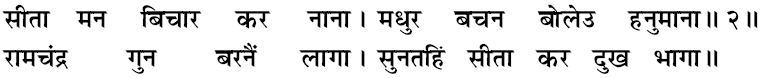 सीता मन बिचार कर नाना। मधुर बचन बोलेउ हनुमाना॥ २॥
रामचंद्र गुन बरनैं लागा। सुनतहिं सीता कर दुख भागा॥